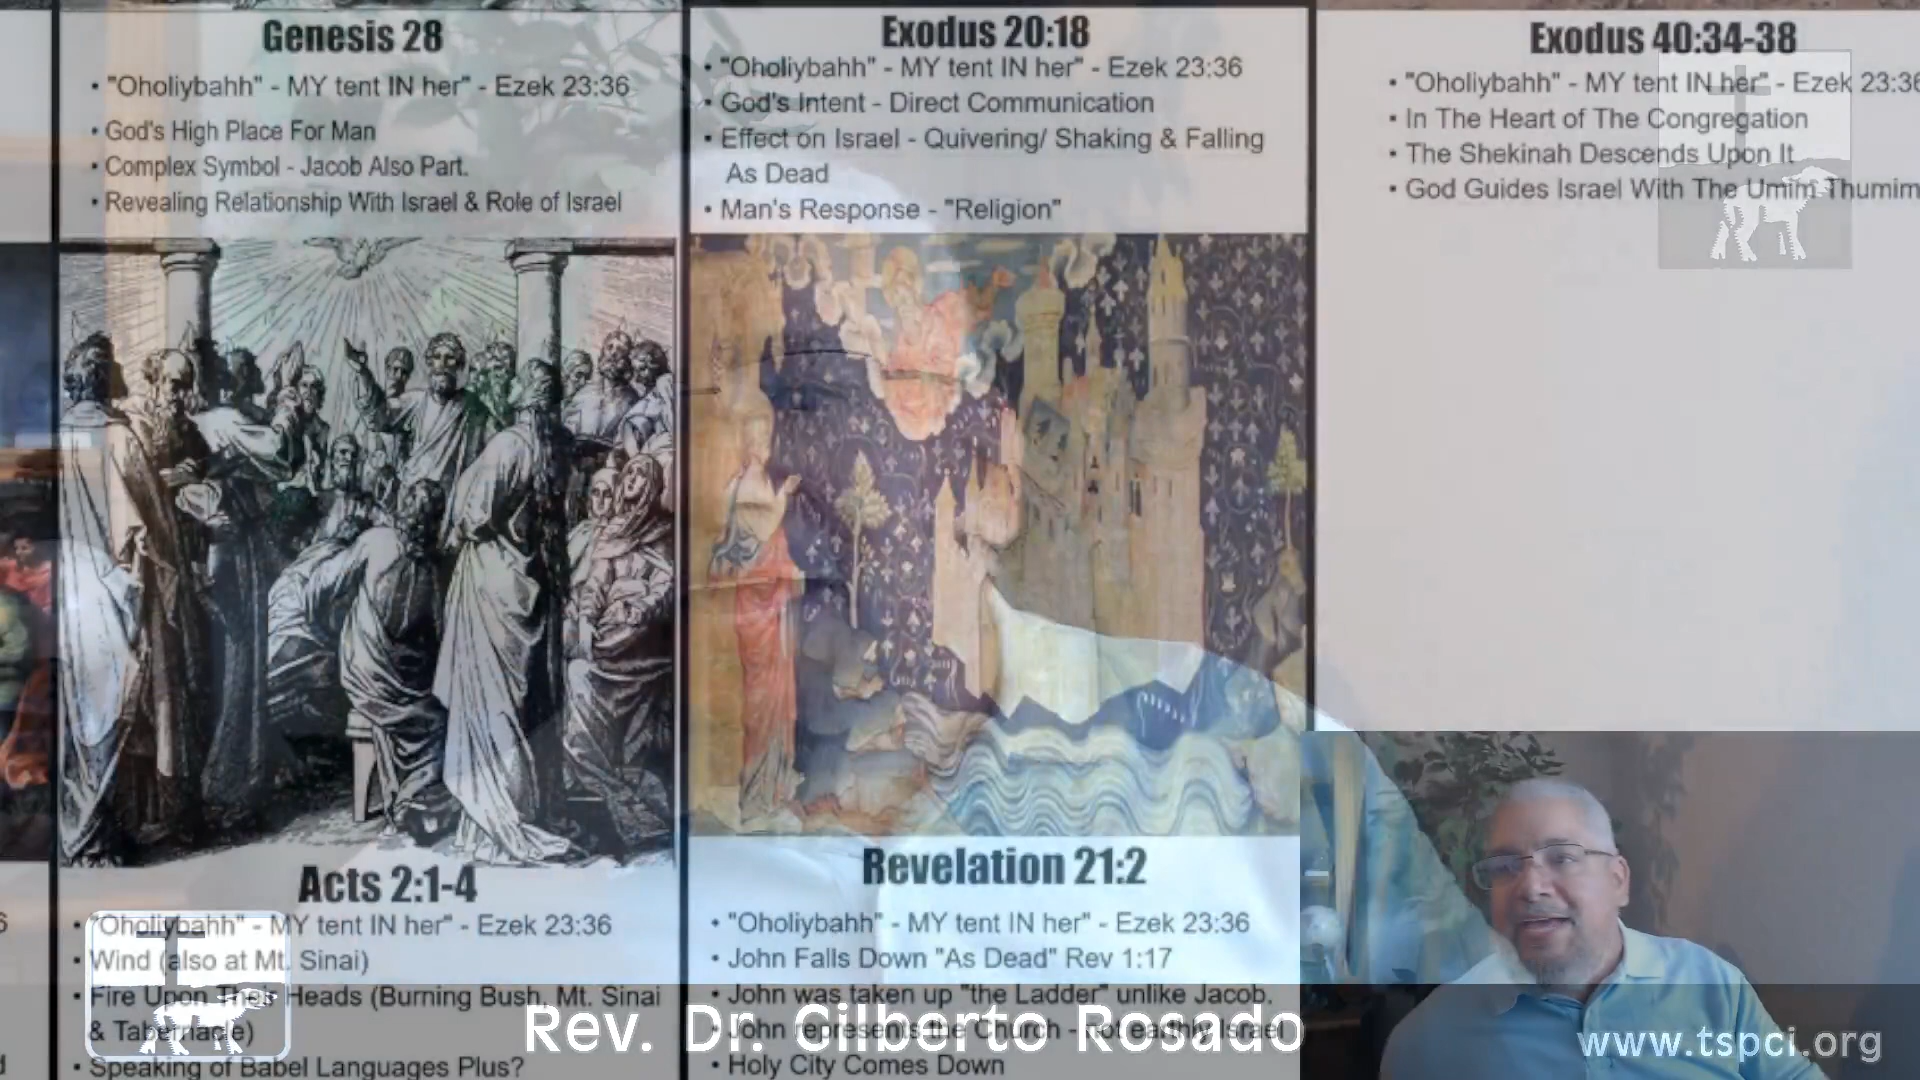 Genesis 28
• "Oholiybahh" - MY tent IN her" - Ezek 23:36
• God's High Place For Man
• Complex Symbol - Jacob Also Part.
• Revealing Relationship With Israel & Role of Israel
Exodus 20:18
• "Oholiybahh" - MY tent IN her" - Ezek 23:36
• God's Intent - Direct Communication
• Effect on Israel - Quivering/ Shaking & Falling
As Dead
• Man's Response - "Religion"
Exodus 40:34-38
• "Oholiybahh" - MY tent IN her" - Ezek 23:36
• In The Heart of The Congregation
• The Shekinah Descends Upon It
• God Guides Israel With The Umim Thumim
Acts 2:1-4
• "Oholiybahh" - MY tent IN her" - Ezek 23:36
• Wind (also at Mt. Sinai)
• Fire Upon Their Heads (Burning Bush, Mt. Sinai
& Tabernacle)
• Speaking of Babel Languages Plus?
Revelation 21:2
• "Oholiybahh" - MY tent IN her" - Ezek 23:36
• John Falls Down "As Dead" Rev 1:17
• John was taken up "the Ladder" unlike Jacob.
• John represents the Church - not earthly Israel
• Holy City Comes Down
Rev. Dr. Gilberto Rosado
www.tspci.org